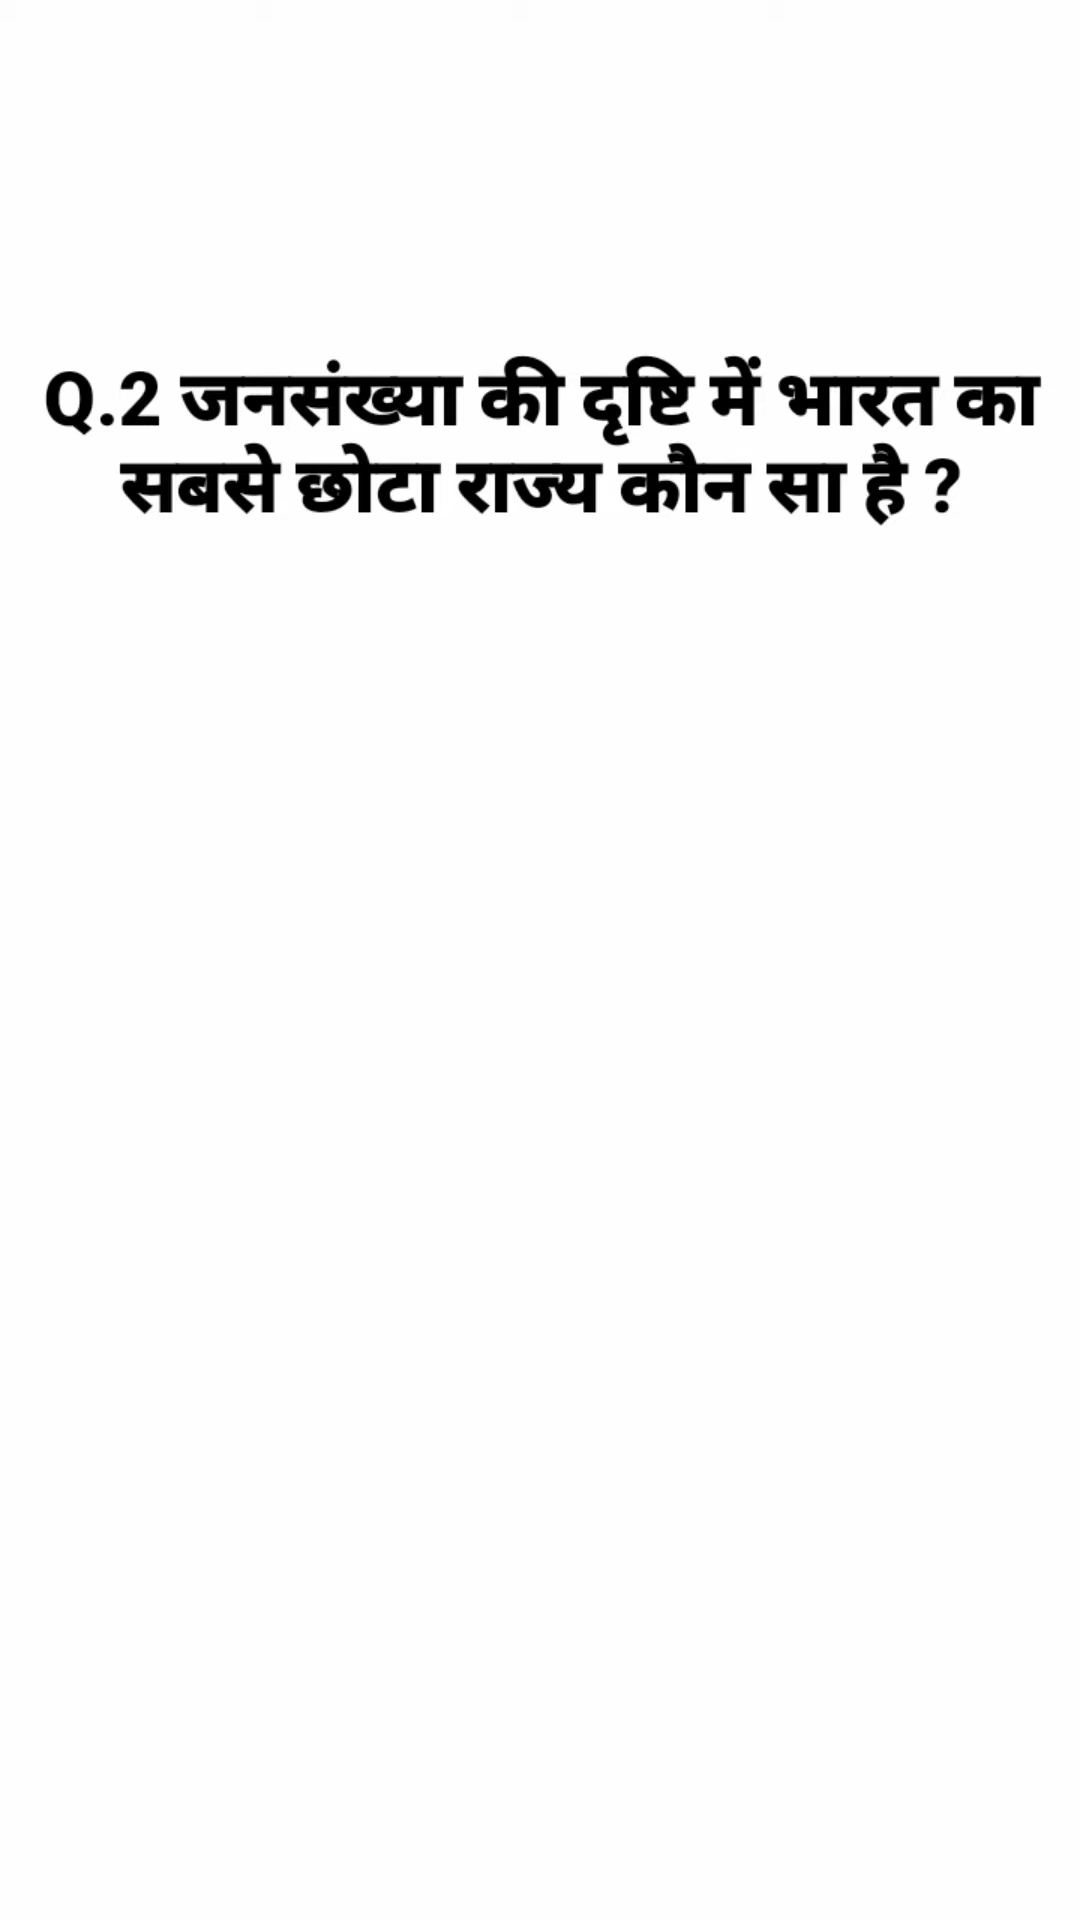 Q.2 जनसंख्या की दृष्टि में भारत का
सबसे छोटा राज्य कौन सा है ?